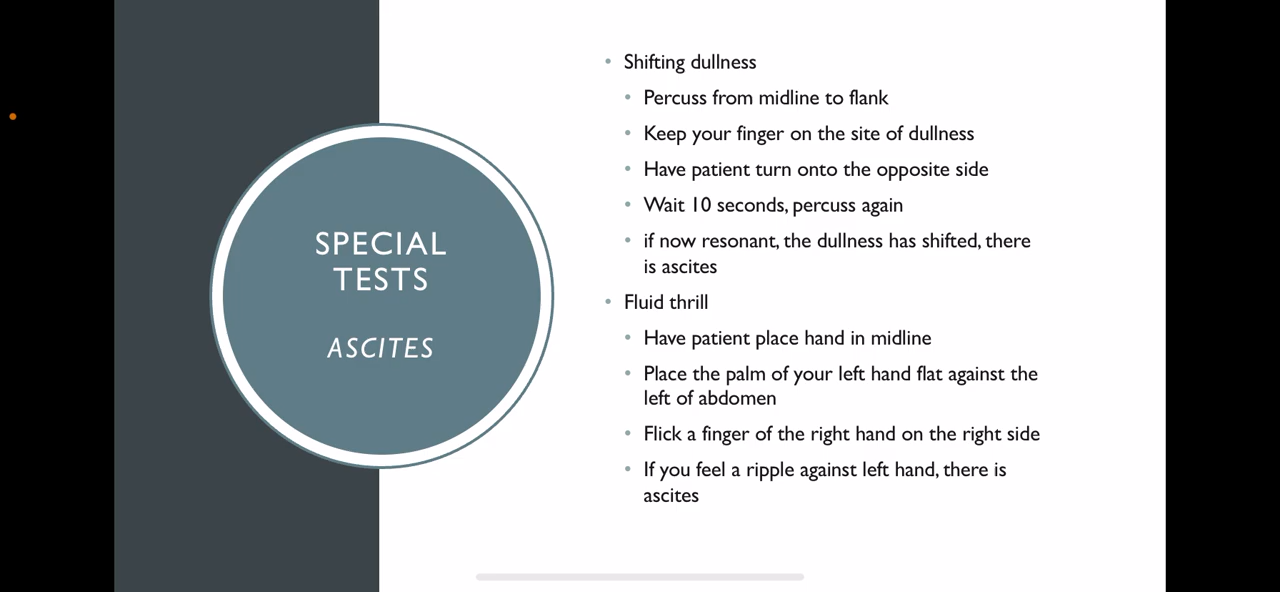 SPECIAL
TESTS
ASCITES
• Shifting dullness
• Percuss from midline to flank
• Keep your finger on the site of dullness
• Have patient turn onto the opposite side
• Wait 10 seconds, percuss again
• if now resonant, the dullness has shifted, there
is ascites
• Fluid thrill
• Have patient place hand in midline
• Place the palm of your left hand flat against the
left of abdomen
• Flick a finger of the right hand on the right side
• If you feel a ripple against left hand, there is
ascites